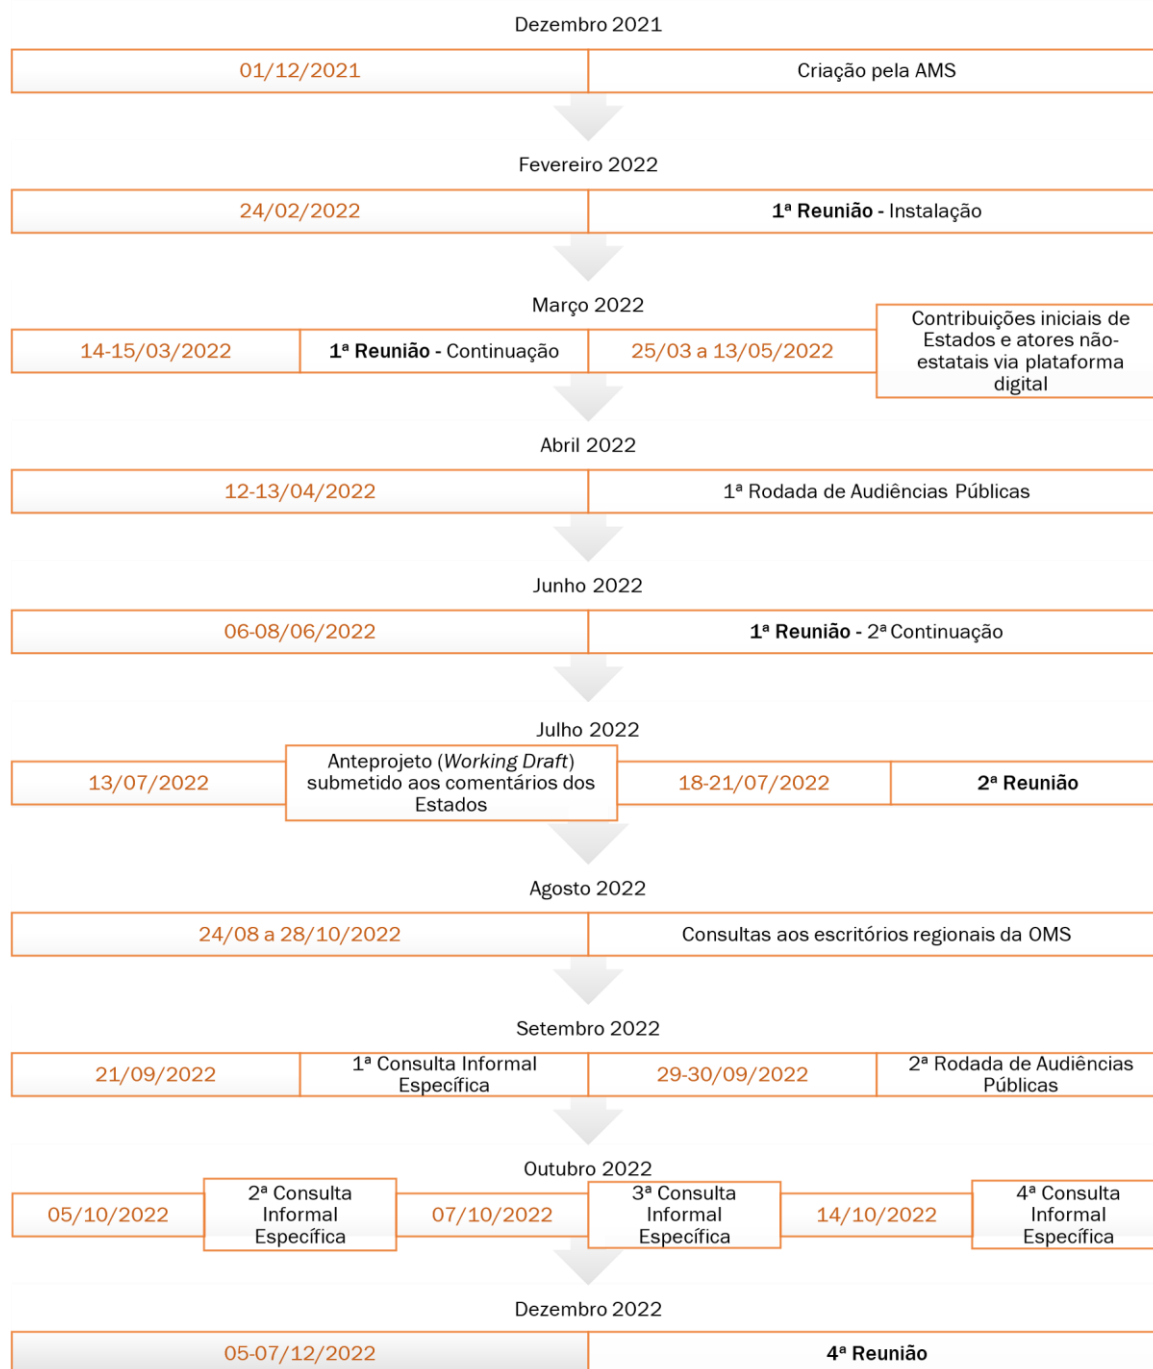 Dezembro 2021
01/12/2021
Criação pela AMS
Fevereiro 2022
24/02/2022
1ª Reunião - Instalação
Março 2022
14-15/03/2022
1ª Reunião - Continuação
25/03 a 13/05/2022
Contribuições iniciais de
Estados e atores não-
estatais via plataforma
digital
Abril 2022
12-13/04/2022
1ª Rodada de Audiências Públicas
Junho 2022
06-08/06/2022
1ª Reunião - 2ª Continuação
Julho 2022
13/07/2022
Anteprojeto (Working Draft)
submetido aos comentários dos
Estados
18-21/07/2022
2ª Reunião
Agosto 2022
24/08 a 28/10/2022
Consultas aos escritórios regionais da OMS
Setembro 2022
21/09/2022
1ª Consulta Informal
Específica
29-30/09/2022
2ª Rodada de Audiências
Públicas
Outubro 2022
05/10/2022
2ª Consulta
Informal
Específica
07/10/2022
3ª Consulta
Informal
Específica
14/10/2022
4ª Consulta
Informal
Específica
Dezembro 2022
05-07/12/2022
4ª Reunião